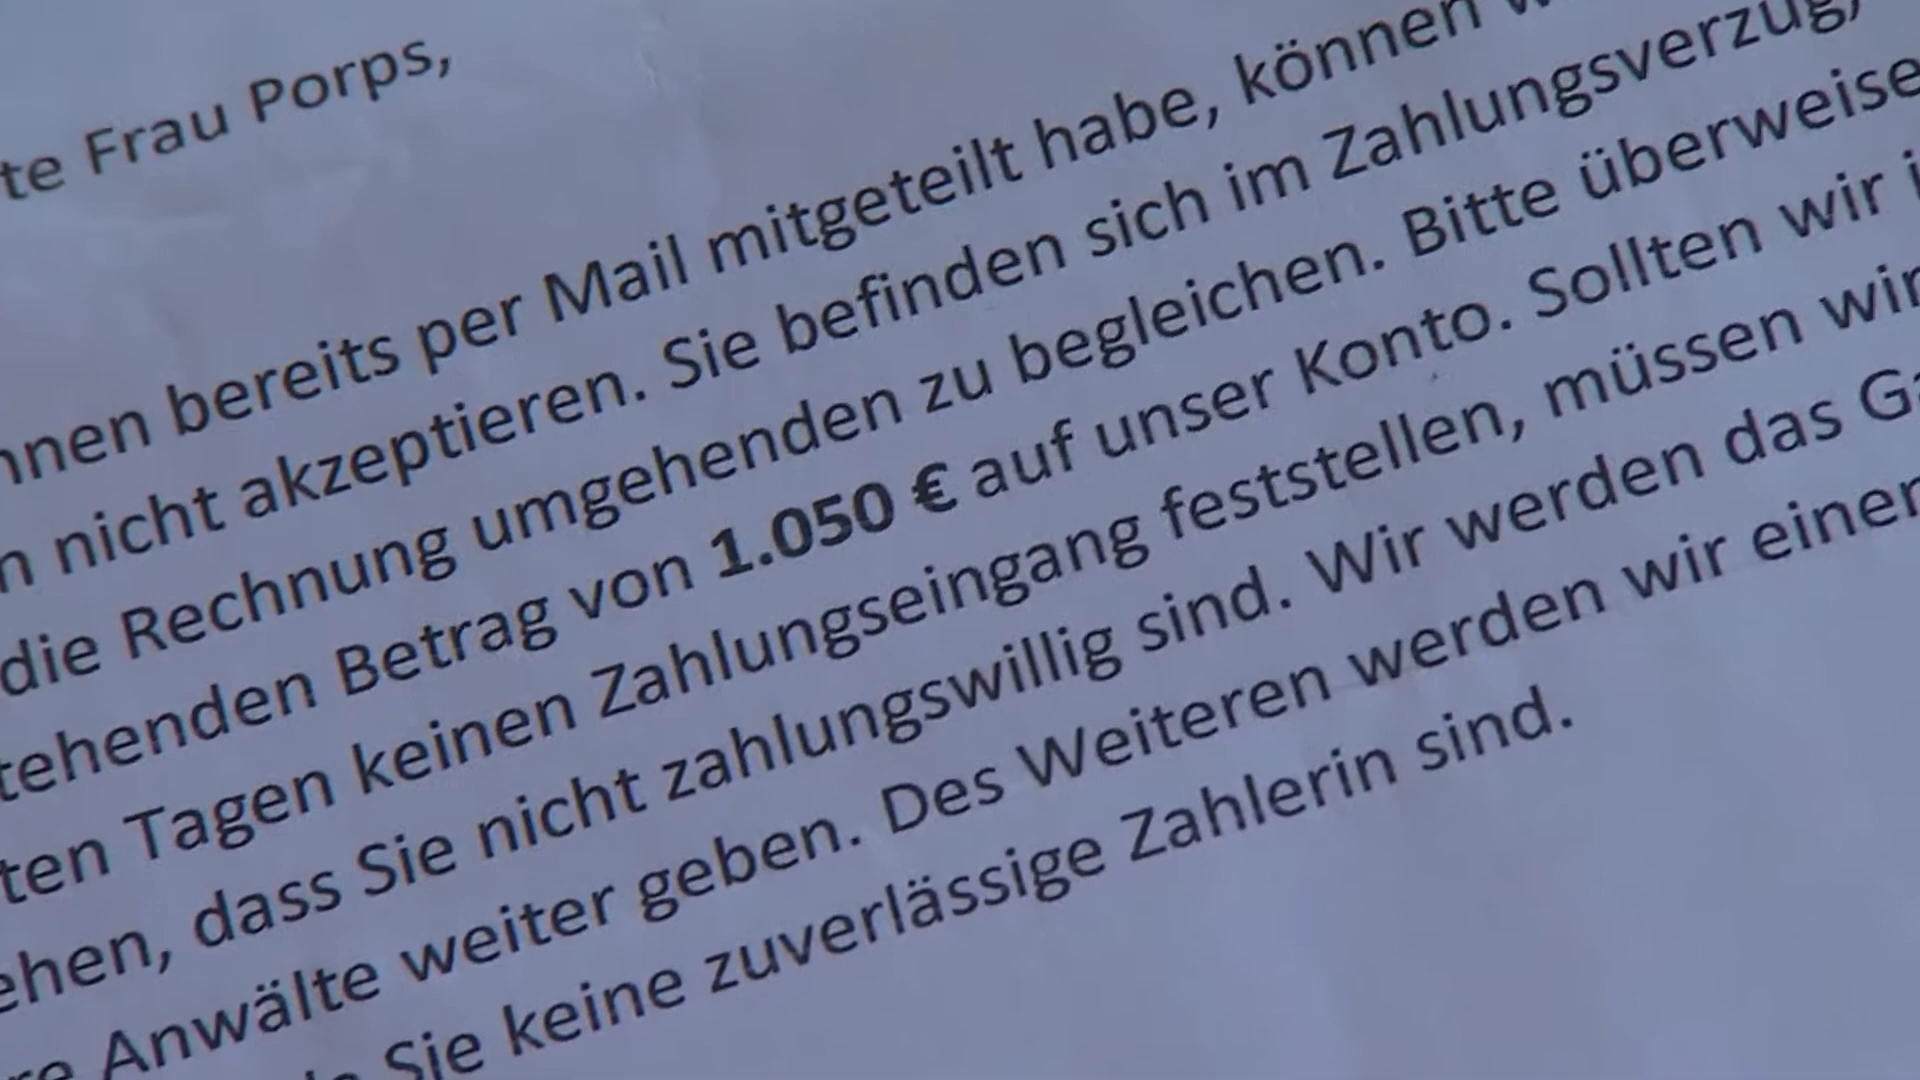 te Frau Porps,
hnen bereits per Mail mitgeteilt habe, können
n nicht akzeptieren. Sie befinden sich im Zahlungsverzug,
die Rechnung umgehenden zu begleichen. Bitte überweise
tehenden Betrag von 1.050 € auf unser Konto. Sollten wir i
ten Tagen keinen Zahlungseingang feststellen, müssen wir
ehen, dass Sie nicht zahlungswillig sind. Wir werden das Ga
re Anwälte weiter geben. Des Weiteren werden wir einen
Sie keine zuverlässige Zahlerin sind.